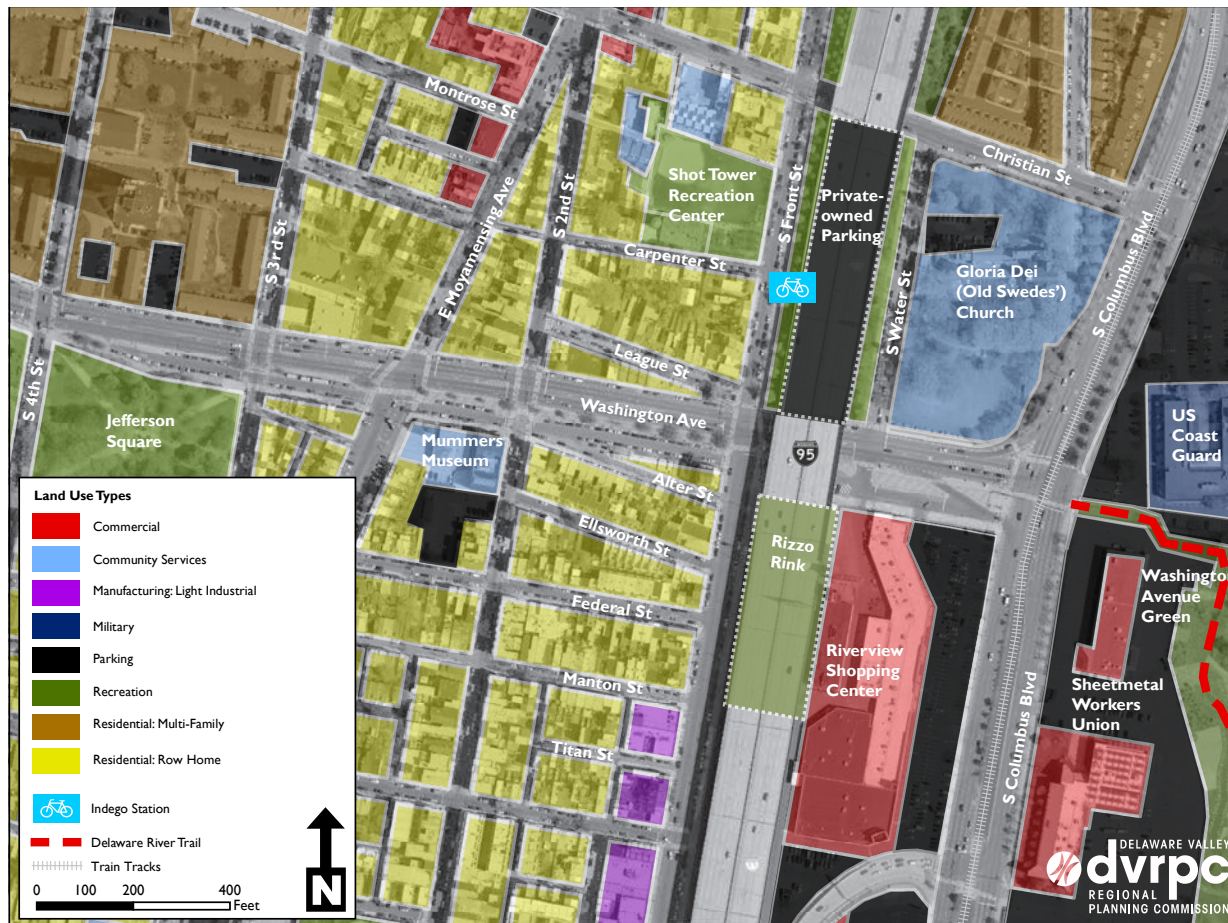 Montrose St
Christian St
Shot Tower
Recreation
Center
Private-
owned
Parking
S Front St
S 2nd St
E Moyamensing Ave
S 3rd St
Carpenter St
S Water St
Gloria Dei
(Old Swedes')
Church
S Columbus Blvd
League St
S 4th St
Washington Ave
Jefferson
Square
Mummers
Museum
95
US
Coast
Guard
Alter St
Ellsworth St
Rizzo
Rink
Washington
Avenue
Green
Federal St
Riverview
Shopping
Center
Manton St
Sheetmetal
Workers
Union
Titan St
S Columbus Blvd
Land Use Types
Commercial
Community Services
Manufacturing: Light Industrial
Military
Parking
Recreation
Residential: Multi-Family
Residential: Row Home
Indego Station
Delaware River Trail
Train Tracks
0 100 200 400
Feet
N
DELAWARE VALLEY
dvrpc
REGIONAL
PLANNING COMMISSION